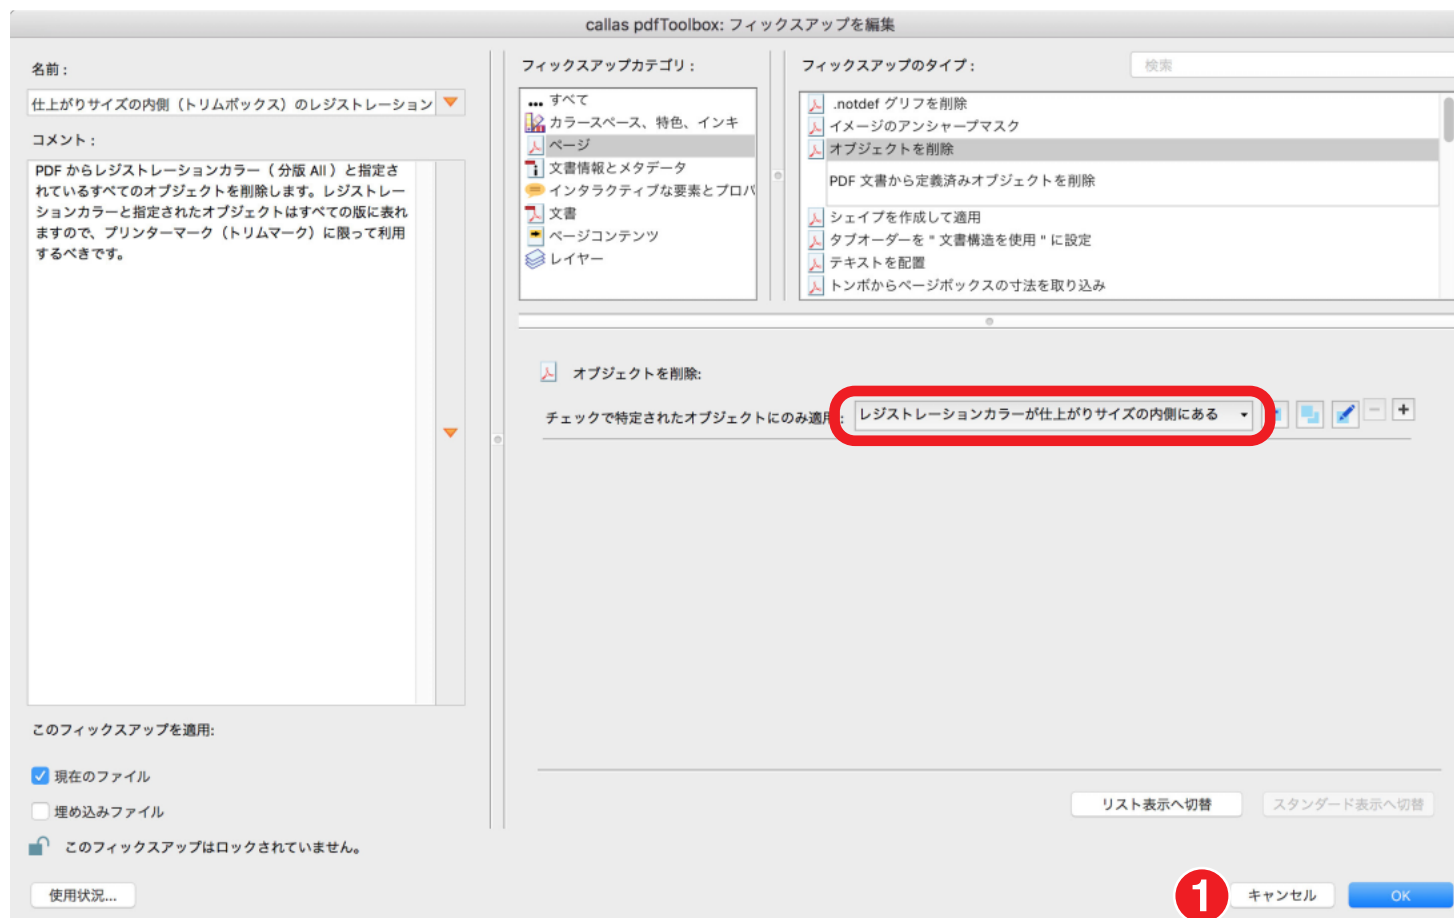 callas pdfToolbox: フィックスアップを編集
名前 :
仕上がりサイズの内側（トリムボックス）のレジストレーション
コメント :
PDF からレジストレーションカラー（ 分版 All ）と指定さ
れているすべてのオブジェクトを削除します。レジストレー
ションカラーと指定されたオブジェクトはすべての版に表れ
ますので、プリンターマーク（トリムマーク）に限って利用
するべきです。
このフィックスアップを適用:
現在のファイル
埋め込みファイル
このフィックスアップはロックされていません。
使用状況...
フィックスアップカテゴリ :
すべて
カラースペース、特色、インキ
ページ
文書情報とメタデータ
インタラクティブな要素とプロパ
文書
ページコンテンツ
レイヤー
フィックスアップのタイプ :
検索
.notdef グリフを削除
イメージのアンシャープマスク
オブジェクトを削除
PDF 文書から定義済みオブジェクトを削除
シェイプを作成して適用
タブオーダーを " 文書構造を使用 " に設定
テキストを配置
トンボからページボックスの寸法を取り込み
オブジェクトを削除:
チェックで特定されたオブジェクトにのみ適用 :
レジストレーションカラーが仕上がりサイズの内側にある
リスト表示へ切替
スタンダード表示へ切替
1
キャンセル
OK